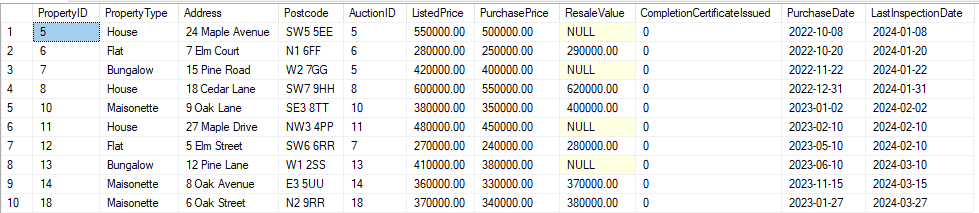 PropertyID PropertyType Address Postcode AuctionID ListedPrice PurchasePrice ResaleValue CompletionCertificateIssued PurchaseDate LastInspectionDate
1 5 House 24 Maple Avenue SW5 5EE 5 550000.00 500000.00 NULL 0 2022-10-08 2024-01-08
2 6 Flat 7 Elm Court N1 6FF 6 280000.00 250000.00 290000.00 0 2022-10-20 2024-01-20
3 7 Bungalow 15 Pine Road W2 7GG 5 420000.00 400000.00 NULL 0 2022-11-22 2024-01-22
4 8 House 18 Cedar Lane SW7 9HH 8 600000.00 550000.00 620000.00 0 2022-12-31 2024-01-31
5 10 Maisonette 9 Oak Lane SE3 8TT 10 380000.00 350000.00 400000.00 0 2023-01-02 2024-02-02
6 11 House 27 Maple Drive NW3 4PP 11 480000.00 450000.00 NULL 0 2023-02-10 2024-02-10
7 12 Flat 5 Elm Street SW6 6RR 7 270000.00 240000.00 280000.00 0 2023-05-10 2024-02-10
8 13 Bungalow 12 Pine Lane W1 2SS 13 410000.00 380000.00 NULL 0 2023-06-10 2024-03-10
9 14 Maisonette 8 Oak Avenue E3 5UU 14 360000.00 330000.00 370000.00 0 2023-11-15 2024-03-15
10 18 Maisonette 6 Oak Street N2 9RR 18 370000.00 340000.00 380000.00 0 2023-01-27 2024-02-27